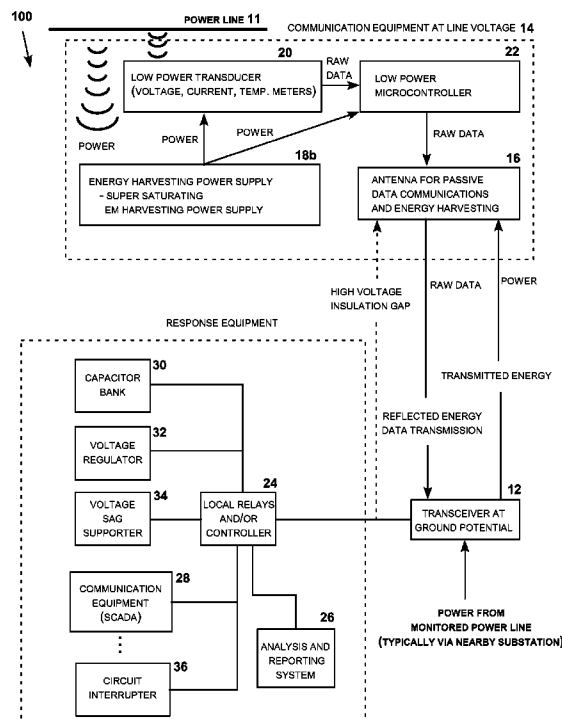 100
POWER LINE 11
COMMUNICATION EQUIPMENT AT LINE VOLTAGE 14
20
LOW POWER TRANSDUCER
(VOLTAGE, CURRENT, TEMP. METERS)
RAW
DATA
22
LOW POWER
MICROCONTROLLER
POWER
POWER
POWER
RAW DATA
18b
ENERGY HARVESTING POWER SUPPLY
- SUPER SATURATING
EM HARVESTING POWER SUPPLY
16
ANTENNA FOR PASSIVE
DATA COMMUNICATIONS
AND ENERGY HARVESTING
HIGH VOLTAGE
INSULATION GAP
RAW DATA
POWER
RESPONSE EQUIPMENT
TRANSMITTED ENERGY
REFLECTED ENERGY
DATA TRANSMISSION
30
CAPACITOR
BANK
32
VOLTAGE
REGULATOR
34
VOLTAGE
SAG
SUPPORTER
24
LOCAL RELAYS
AND/OR
CONTROLLER
12
TRANSCEIVER AT
GROUND POTENTIAL
28
COMMUNICATION
EQUIPMENT
(SCADA)
26
ANALYSIS AND
REPORTING
SYSTEM
36
CIRCUIT
INTERRUPTER
POWER FROM
MONITORED POWER LINE
(TYPICALLY VIA NEARBY SUBSTATION)